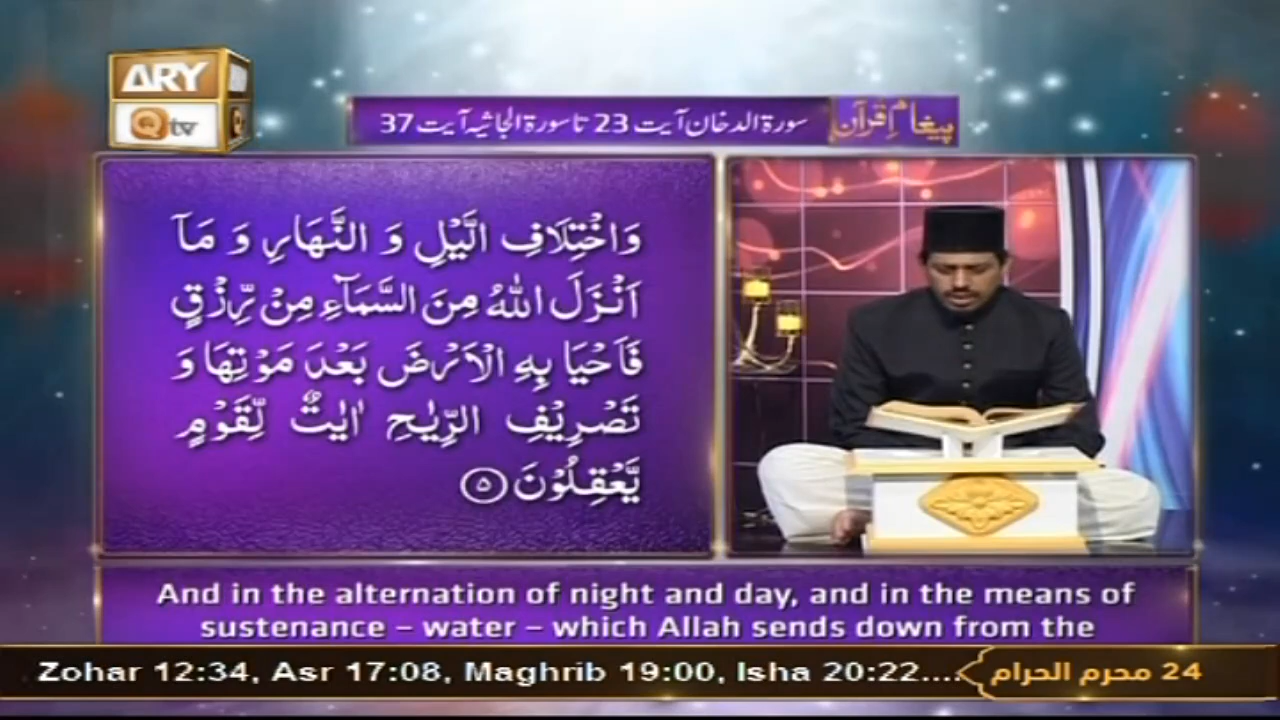 ARY
Qtv
پیغام قرآن
سورة الدخان آیت 23 تا سورة الجاثیہ آیت 37
وَاخْتِلَافِ الَّیْلِ وَ النَّهَارِ وَ مَاۤ
اَنْزَلَ اللّٰهُ مِنَ السَّمَآءِ مِنْ رِّزْقٍ
فَاَحْیَا بِهِ الْاَرْضَ بَعْدَ مَوْتِهَا وَ
تَصْرِیْفِ الرِّیٰحِ اٰیٰتٌ لِّقَوْمٍ
یَّعْقِلُوْنَ ۵
And in the alternation of night and day, and in the means of
sustenance – water – which Allah sends down from the
Zohar 12:34, Asr 17:08, Maghrib 19:00, Isha 20:22....
24 محرم الحرام